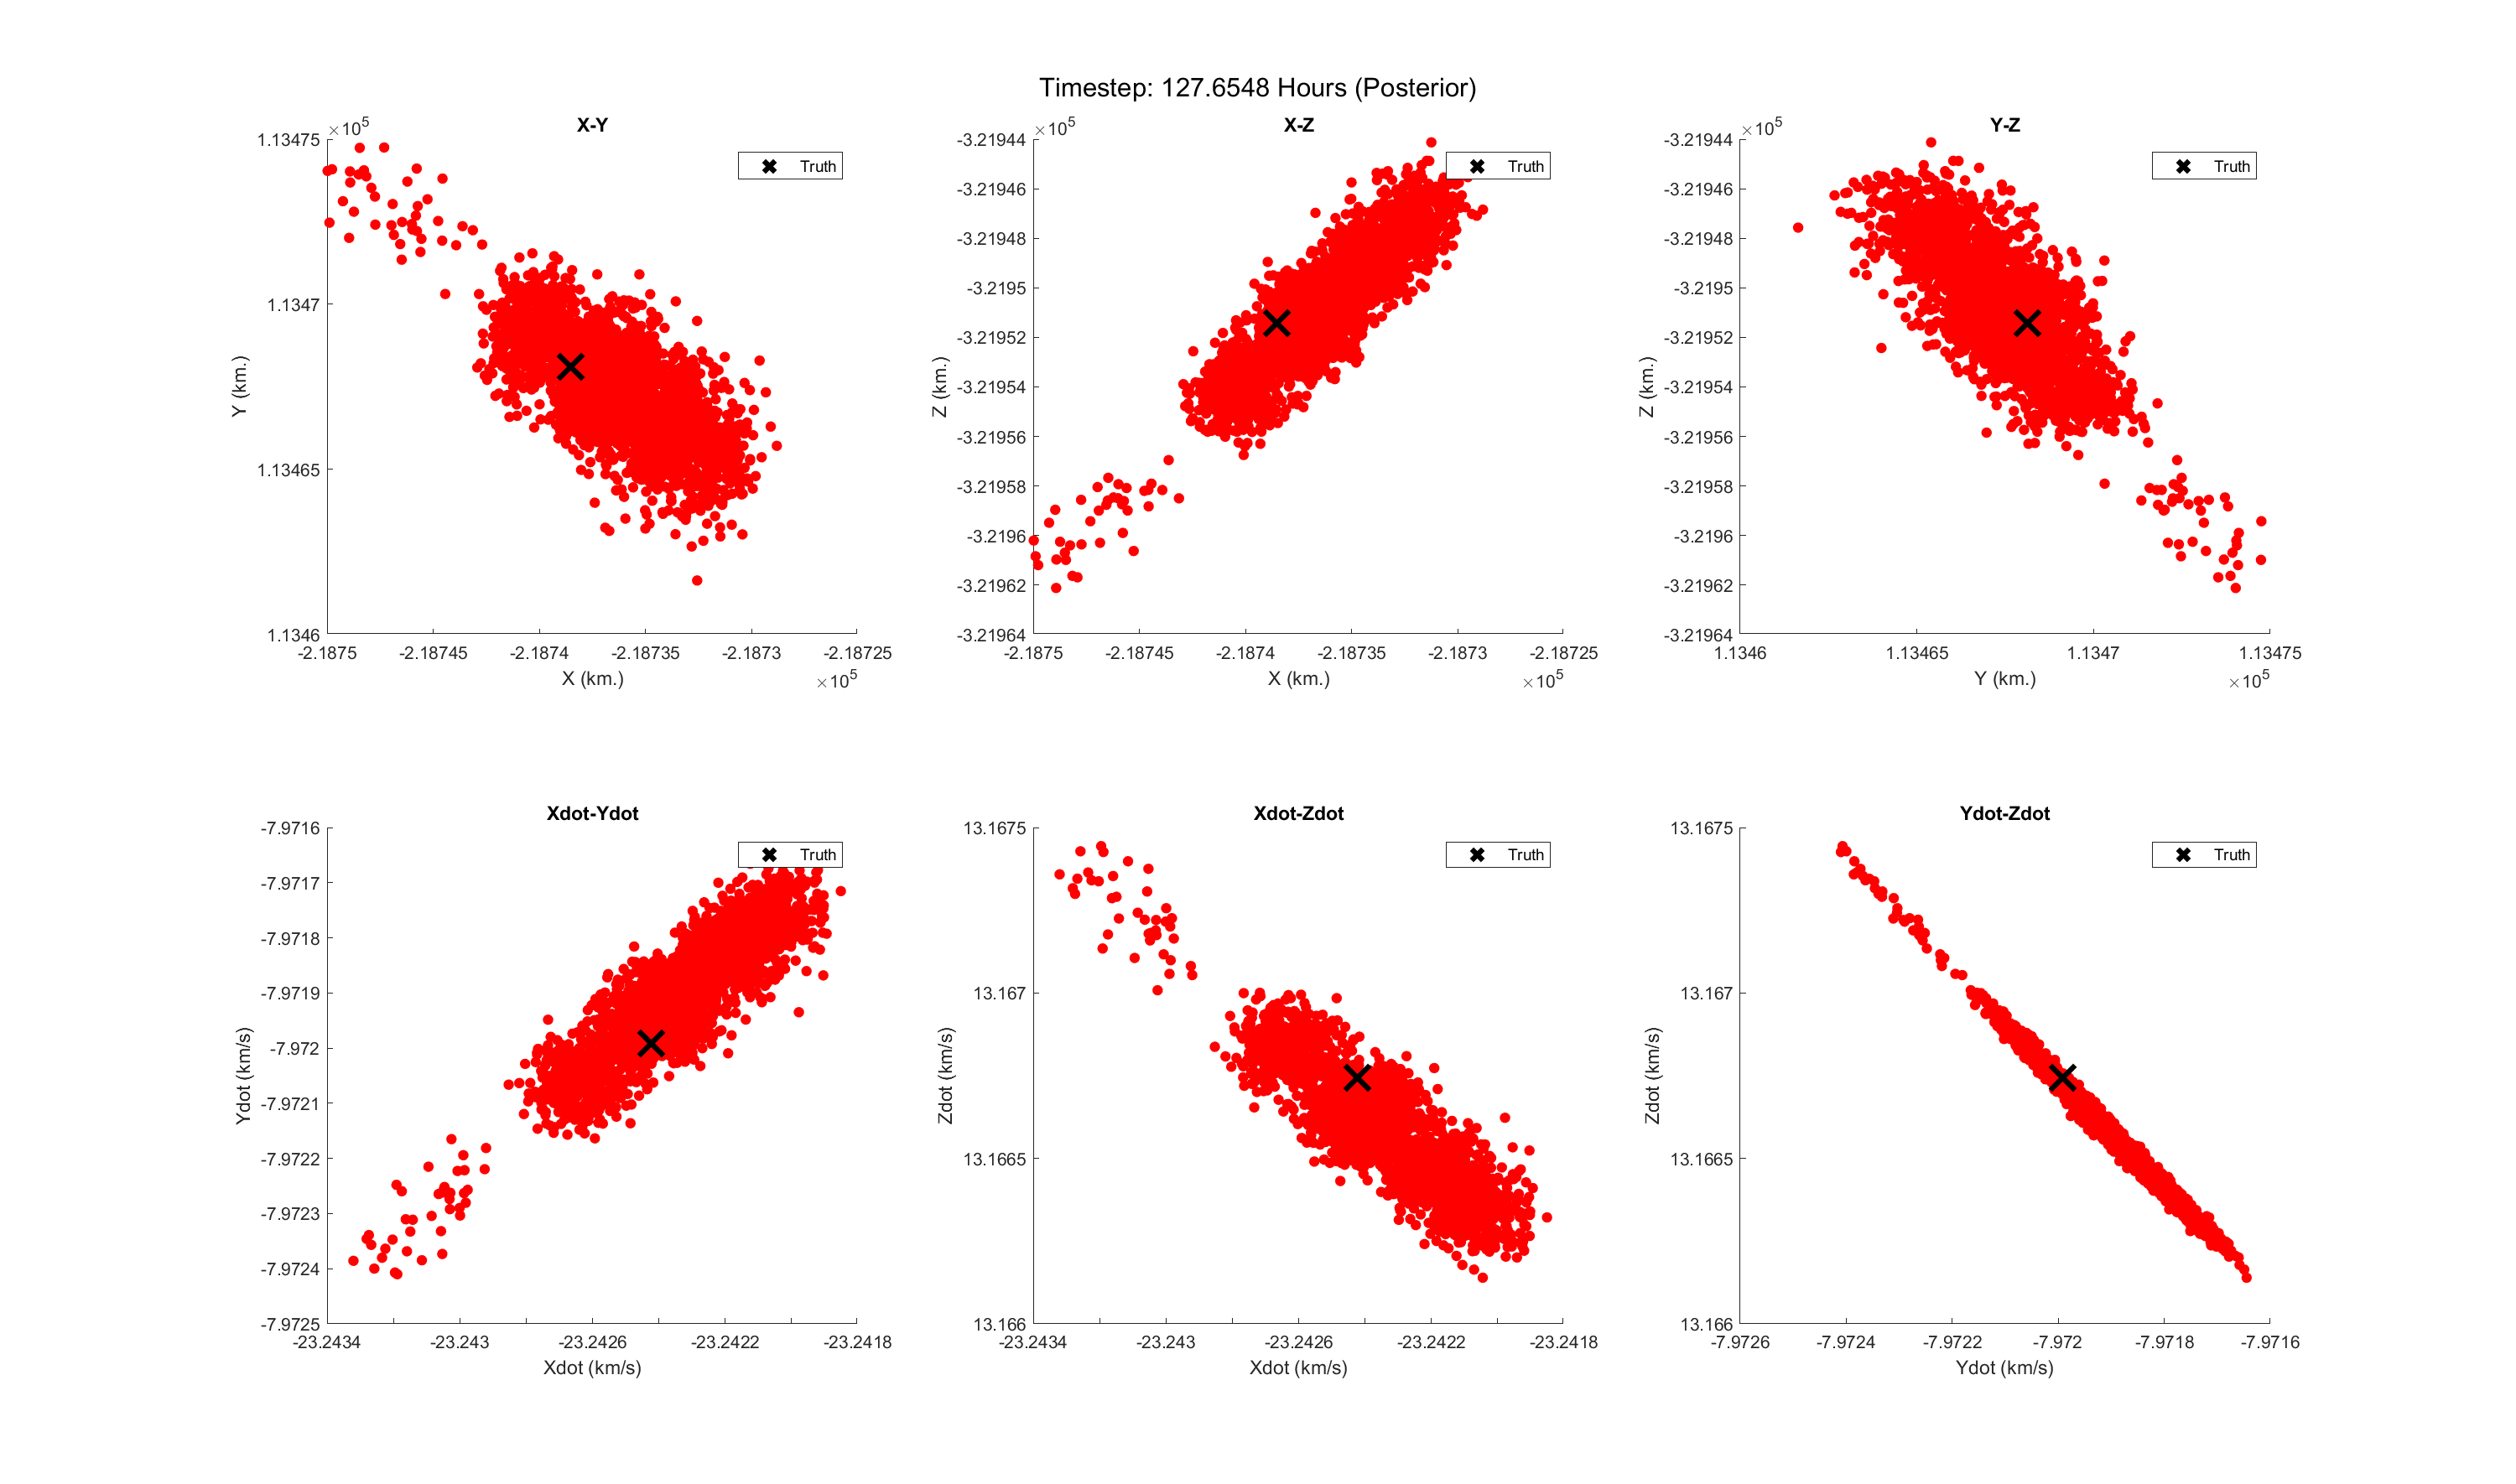 Timestep: 127.6548 Hours (Posterior)
X-Y
×10^5
1.13475
1.1347
1.13465
1.1346
Y (km.)
Truth
-2.1875 -2.18745 -2.1874 -2.18735 -2.1873 -2.18725
X (km.)
×10^5
X-Z
×10^5
-3.21944
-3.21946
-3.21948
-3.2195
-3.21952
-3.21954
-3.21956
-3.21958
-3.2196
-3.21962
-3.21964
Z (km.)
Truth
-2.1875 -2.18745 -2.1874 -2.18735 -2.1873 -2.18725
X (km.)
×10^5
Y-Z
×10^5
-3.21944
-3.21946
-3.21948
-3.2195
-3.21952
-3.21954
-3.21956
-3.21958
-3.2196
-3.21962
-3.21964
Z (km.)
Truth
1.1346 1.13465 1.1347 1.13475
Y (km.)
×10^5
Xdot-Ydot
-7.9716
-7.9717
-7.9718
-7.9719
-7.972
-7.9721
-7.9722
-7.9723
-7.9724
-7.9725
Ydot (km/s)
Truth
-23.2434 -23.243 -23.2426 -23.2422 -23.2418
Xdot (km/s)
Xdot-Zdot
13.1675
13.167
13.1665
13.166
Zdot (km/s)
Truth
-23.2434 -23.243 -23.2426 -23.2422 -23.2418
Xdot (km/s)
Ydot-Zdot
13.1675
13.167
13.1665
13.166
Zdot (km/s)
Truth
-7.9726 -7.9724 -7.9722 -7.972 -7.9718 -7.9716
Ydot (km/s)